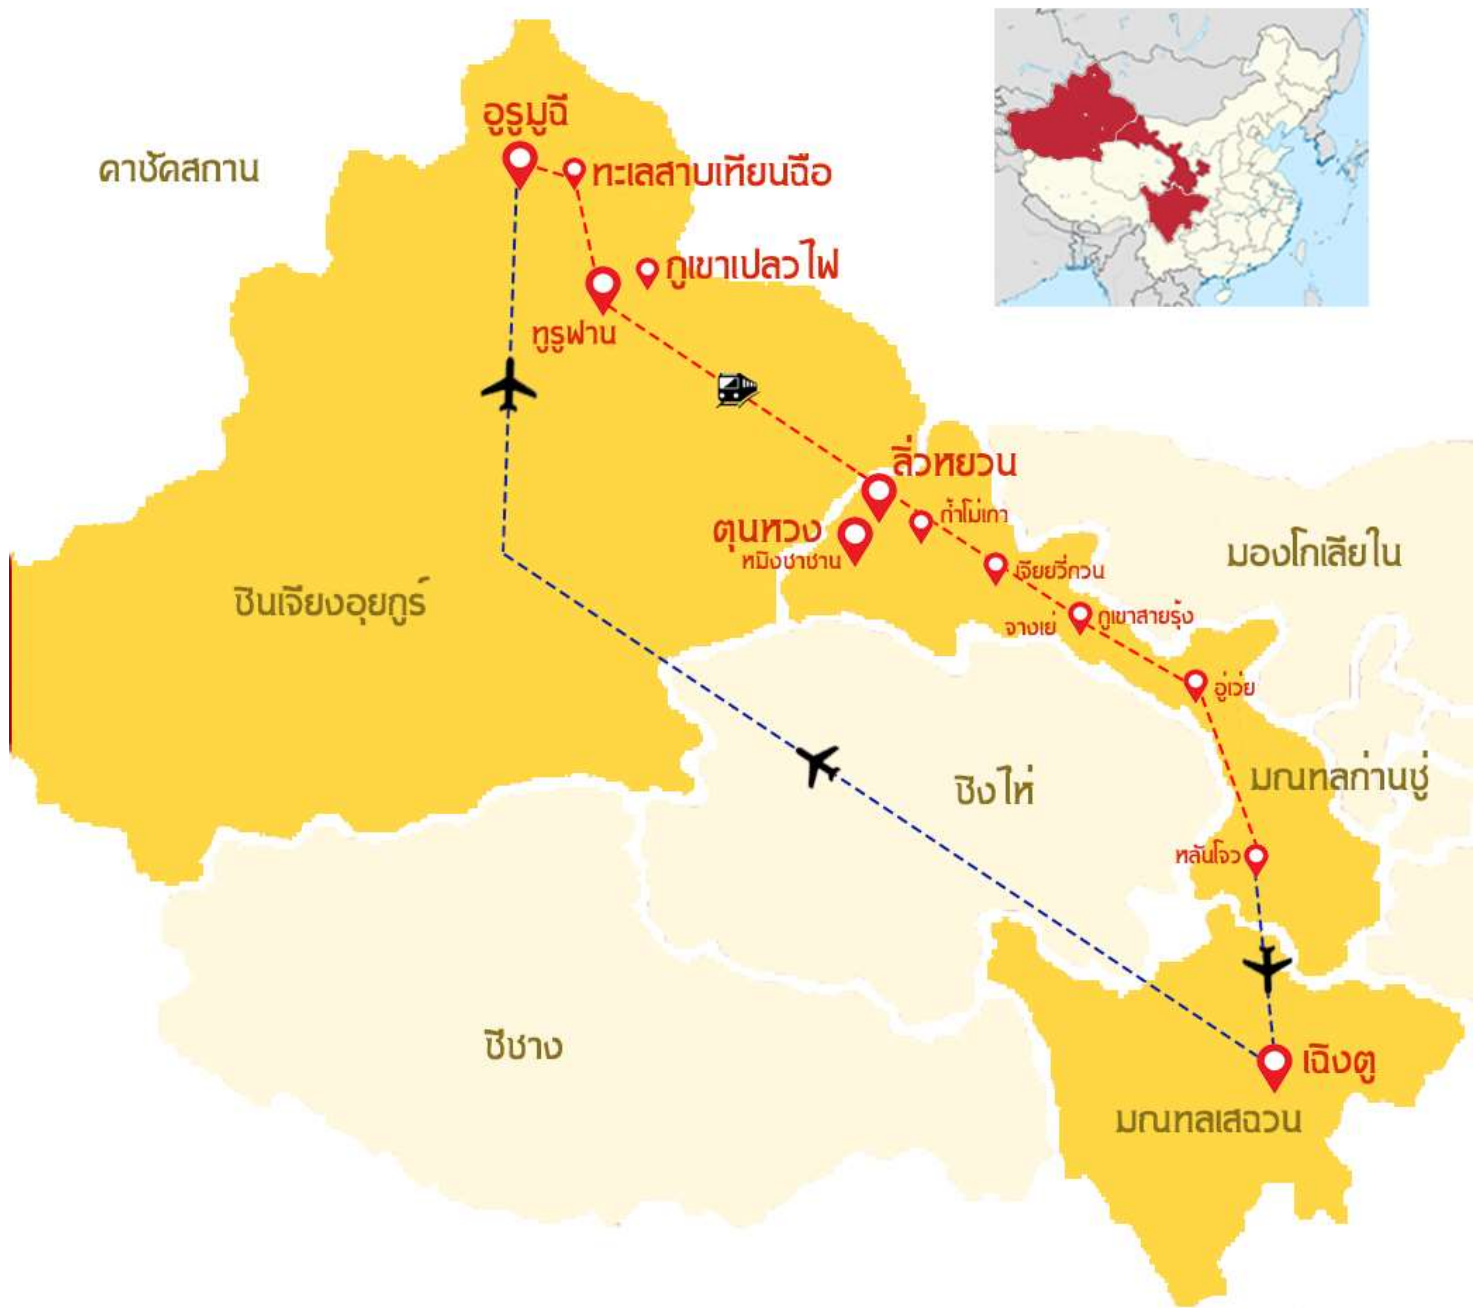 อูรูมูฉี
คาซัคสถาน
ทะเลสาบเทียนฉือ
ภูเขาเปลวไฟ
ทูรูฟาน
ลิ่วหยวน
ถ้ำโม่เกา
ตุนหวง
หมิงซาซาน
มองโกเลียใน
เจียยวี่กวน
ซินเจียงอุยกูร์
ภูเขาสายรุ้ง
จางเย่
อู่เว่ย
มณฑลก่านซู่
ชิงไห่
หลันโจว
ซีซาง
เฉิงตู
มณฑลเสฉวน